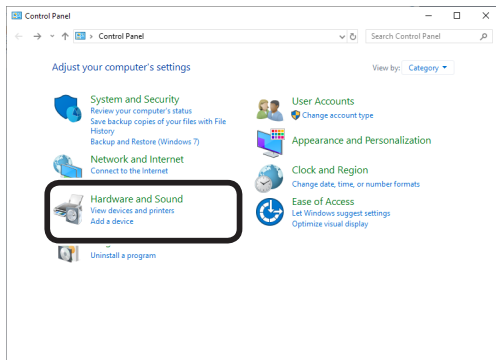 Control Panel
Control Panel
Search Control Panel
Adjust your computer's settings
View by: Category
System and Security
Review your computer's status
Save backup copies of your files with File
History
Backup and Restore (Windows 7)
Network and Internet
Connect to the Internet
Hardware and Sound
View devices and printers
Add a device
Uninstall a program
User Accounts
Change account type
Appearance and Personalization
Clock and Region
Change date, time, or number formats
Ease of Access
Let Windows suggest settings
Optimize visual display